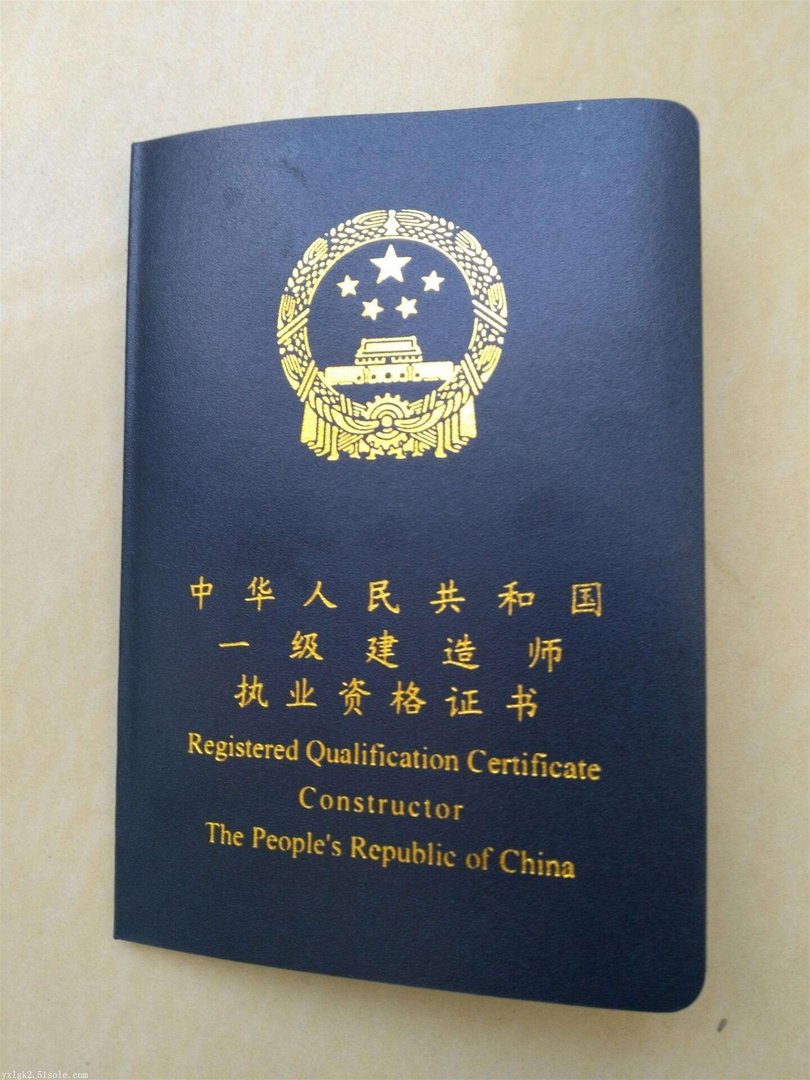 中华人民共和国
一级建造师
执业资格证书
Registered Qualification Certificate
Constructor
The People's Republic of China
yxlgk2.51sole.com